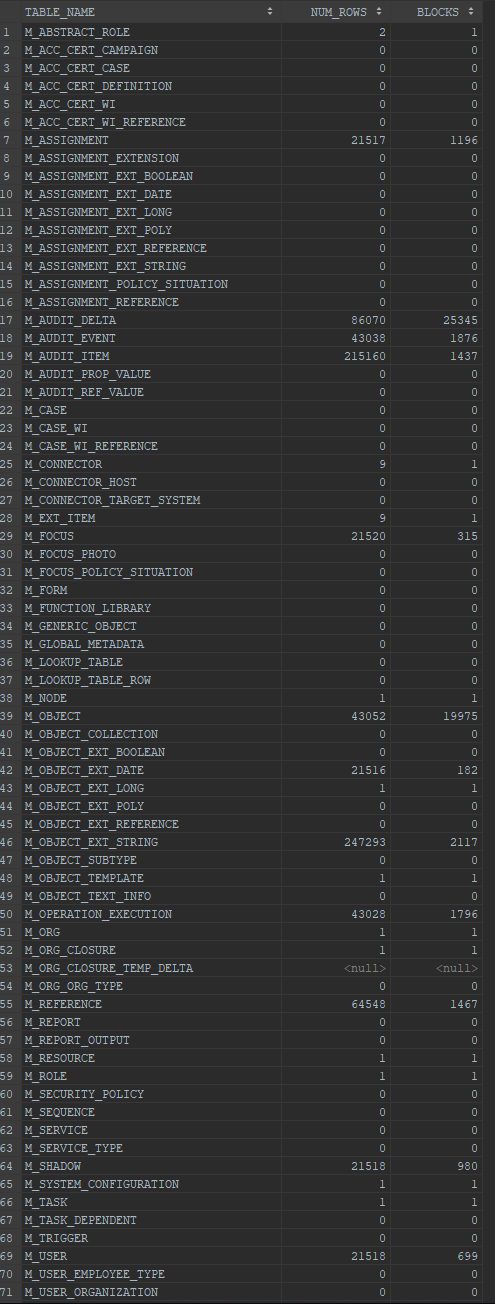 TABLE_NAME NUM_ROWS BLOCKS
1 M_ABSTRACT_ROLE 2 1
2 M_ACC_CERT_CAMPAIGN 0 0
3 M_ACC_CERT_CASE 0 0
4 M_ACC_CERT_DEFINITION 0 0
5 M_ACC_CERT_WI 0 0
6 M_ACC_CERT_WI_REFERENCE 0 0
7 M_ASSIGNMENT 21517 1196
8 M_ASSIGNMENT_EXTENSION 0 0
9 M_ASSIGNMENT_EXT_BOOLEAN 0 0
10 M_ASSIGNMENT_EXT_DATE 0 0
11 M_ASSIGNMENT_EXT_LONG 0 0
12 M_ASSIGNMENT_EXT_POLY 0 0
13 M_ASSIGNMENT_EXT_REFERENCE 0 0
14 M_ASSIGNMENT_EXT_STRING 0 0
15 M_ASSIGNMENT_POLICY_SITUATION 0 0
16 M_ASSIGNMENT_REFERENCE 0 0
17 M_AUDIT_DELTA 86070 25345
18 M_AUDIT_EVENT 43038 1876
19 M_AUDIT_ITEM 215160 1437
20 M_AUDIT_PROP_VALUE 0 0
21 M_AUDIT_REF_VALUE 0 0
22 M_CASE 0 0
23 M_CASE_WI 0 0
24 M_CASE_WI_REFERENCE 0 0
25 M_CONNECTOR 9 1
26 M_CONNECTOR_HOST 0 0
27 M_CONNECTOR_TARGET_SYSTEM 0 0
28 M_EXT_ITEM 9 1
29 M_FOCUS 21520 315
30 M_FOCUS_PHOTO 0 0
31 M_FOCUS_POLICY_SITUATION 0 0
32 M_FORM 0 0
33 M_FUNCTION_LIBRARY 0 0
34 M_GENERIC_OBJECT 0 0
35 M_GLOBAL_METADATA 0 0
36 M_LOOKUP_TABLE 0 0
37 M_LOOKUP_TABLE_ROW 0 0
38 M_NODE 1 1
39 M_OBJECT 43052 19975
40 M_OBJECT_COLLECTION 0 0
41 M_OBJECT_EXT_BOOLEAN 0 0
42 M_OBJECT_EXT_DATE 21516 182
43 M_OBJECT_EXT_LONG 1 1
44 M_OBJECT_EXT_POLY 0 0
45 M_OBJECT_EXT_REFERENCE 0 0
46 M_OBJECT_EXT_STRING 247293 2117
47 M_OBJECT_SUBTYPE 0 0
48 M_OBJECT_TEMPLATE 1 1
49 M_OBJECT_TEXT_INFO 0 0
50 M_OPERATION_EXECUTION 43028 1796
51 M_ORG 1 1
52 M_ORG_CLOSURE 1 1
53 M_ORG_CLOSURE_TEMP_DELTA <null> <null>
54 M_ORG_ORG_TYPE 0 0
55 M_REFERENCE 64548 1467
56 M_REPORT 0 0
57 M_REPORT_OUTPUT 0 0
58 M_RESOURCE 1 1
59 M_ROLE 1 1
60 M_SECURITY_POLICY 0 0
61 M_SEQUENCE 0 0
62 M_SERVICE 0 0
63 M_SERVICE_TYPE 0 0
64 M_SHADOW 21518 980
65 M_SYSTEM_CONFIGURATION 1 1
66 M_TASK 1 1
67 M_TASK_DEPENDENT 0 0
68 M_TRIGGER 0 0
69 M_USER 21518 699
70 M_USER_EMPLOYEE_TYPE 0 0
71 M_USER_ORGANIZATION 0 0